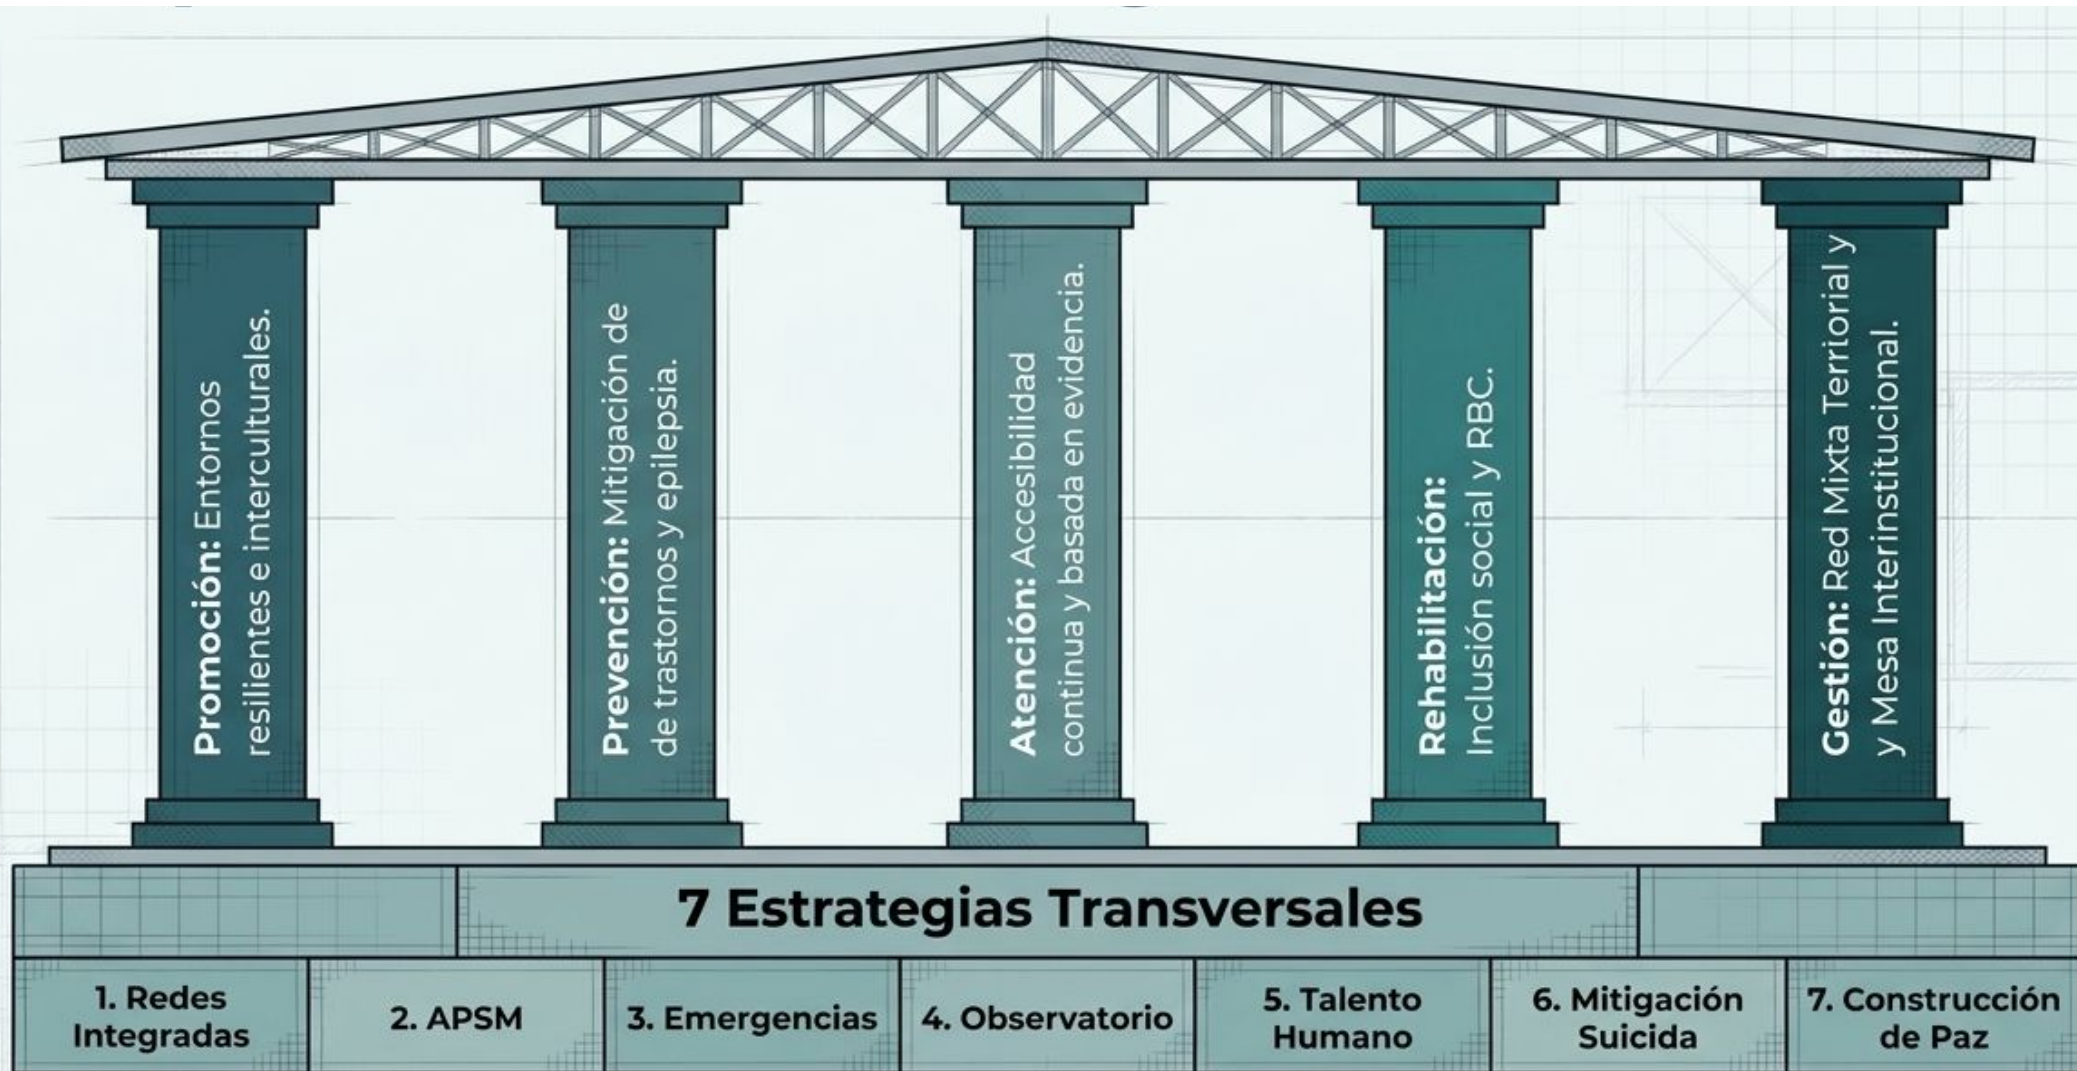 Promoción: Entornos
resilientes e interculturales.
Prevención: Mitigación de
de trastornos y epilepsia.
Atención: Accesibilidad
continua y basada en evidencia.
Rehabilitación:
Inclusión social y RBC.
Gestión: Red Mixta Terriorial y
y Mesa Interinstitucional.
7 Estrategias Transversales
1. Redes
Integradas
2. APSM
3. Emergencias
4. Observatorio
5. Talento
Humano
6. Mitigación
Suicida
7. Construcción
de Paz